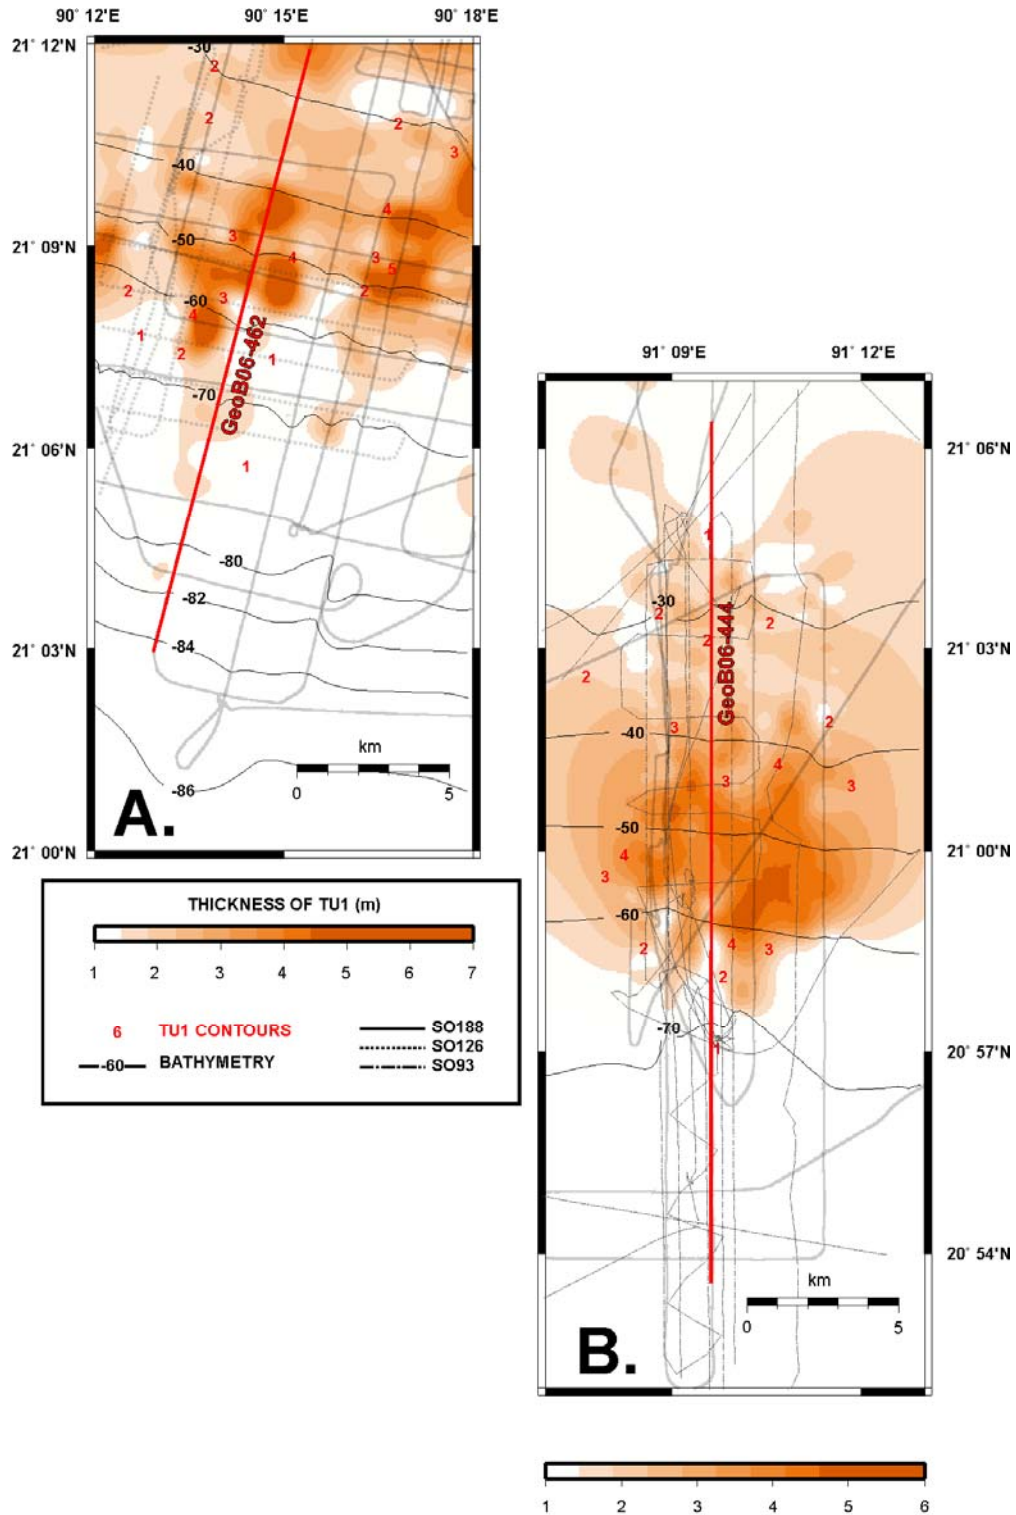 90° 12'E 90° 15'E 90° 18'E
21° 12'N
21° 09'N
21° 06'N
21° 03'N
21° 00'N
-30
2
2
2
3
-40
4
-50
3
4
3
5
2
-60
3
4
2
1
2
1
-70
GeoB06-462
1
-80
-82
-84
-86
km
0 5
A.
THICKNESS OF TU1 (m)
1 2 3 4 5 6 7
6 TU1 CONTOURS
-60 BATHYMETRY
SO188
SO126
SO93
91° 09'E 91° 12'E
21° 06'N
21° 03'N
21° 00'N
20° 57'N
20° 54'N
1
-30
2
2
2
2
GeoB06-444
2
3
-40
4
3
3
-50
4
3
-60
2
4
3
2
-70
1
km
0 5
B.
1 2 3 4 5 6